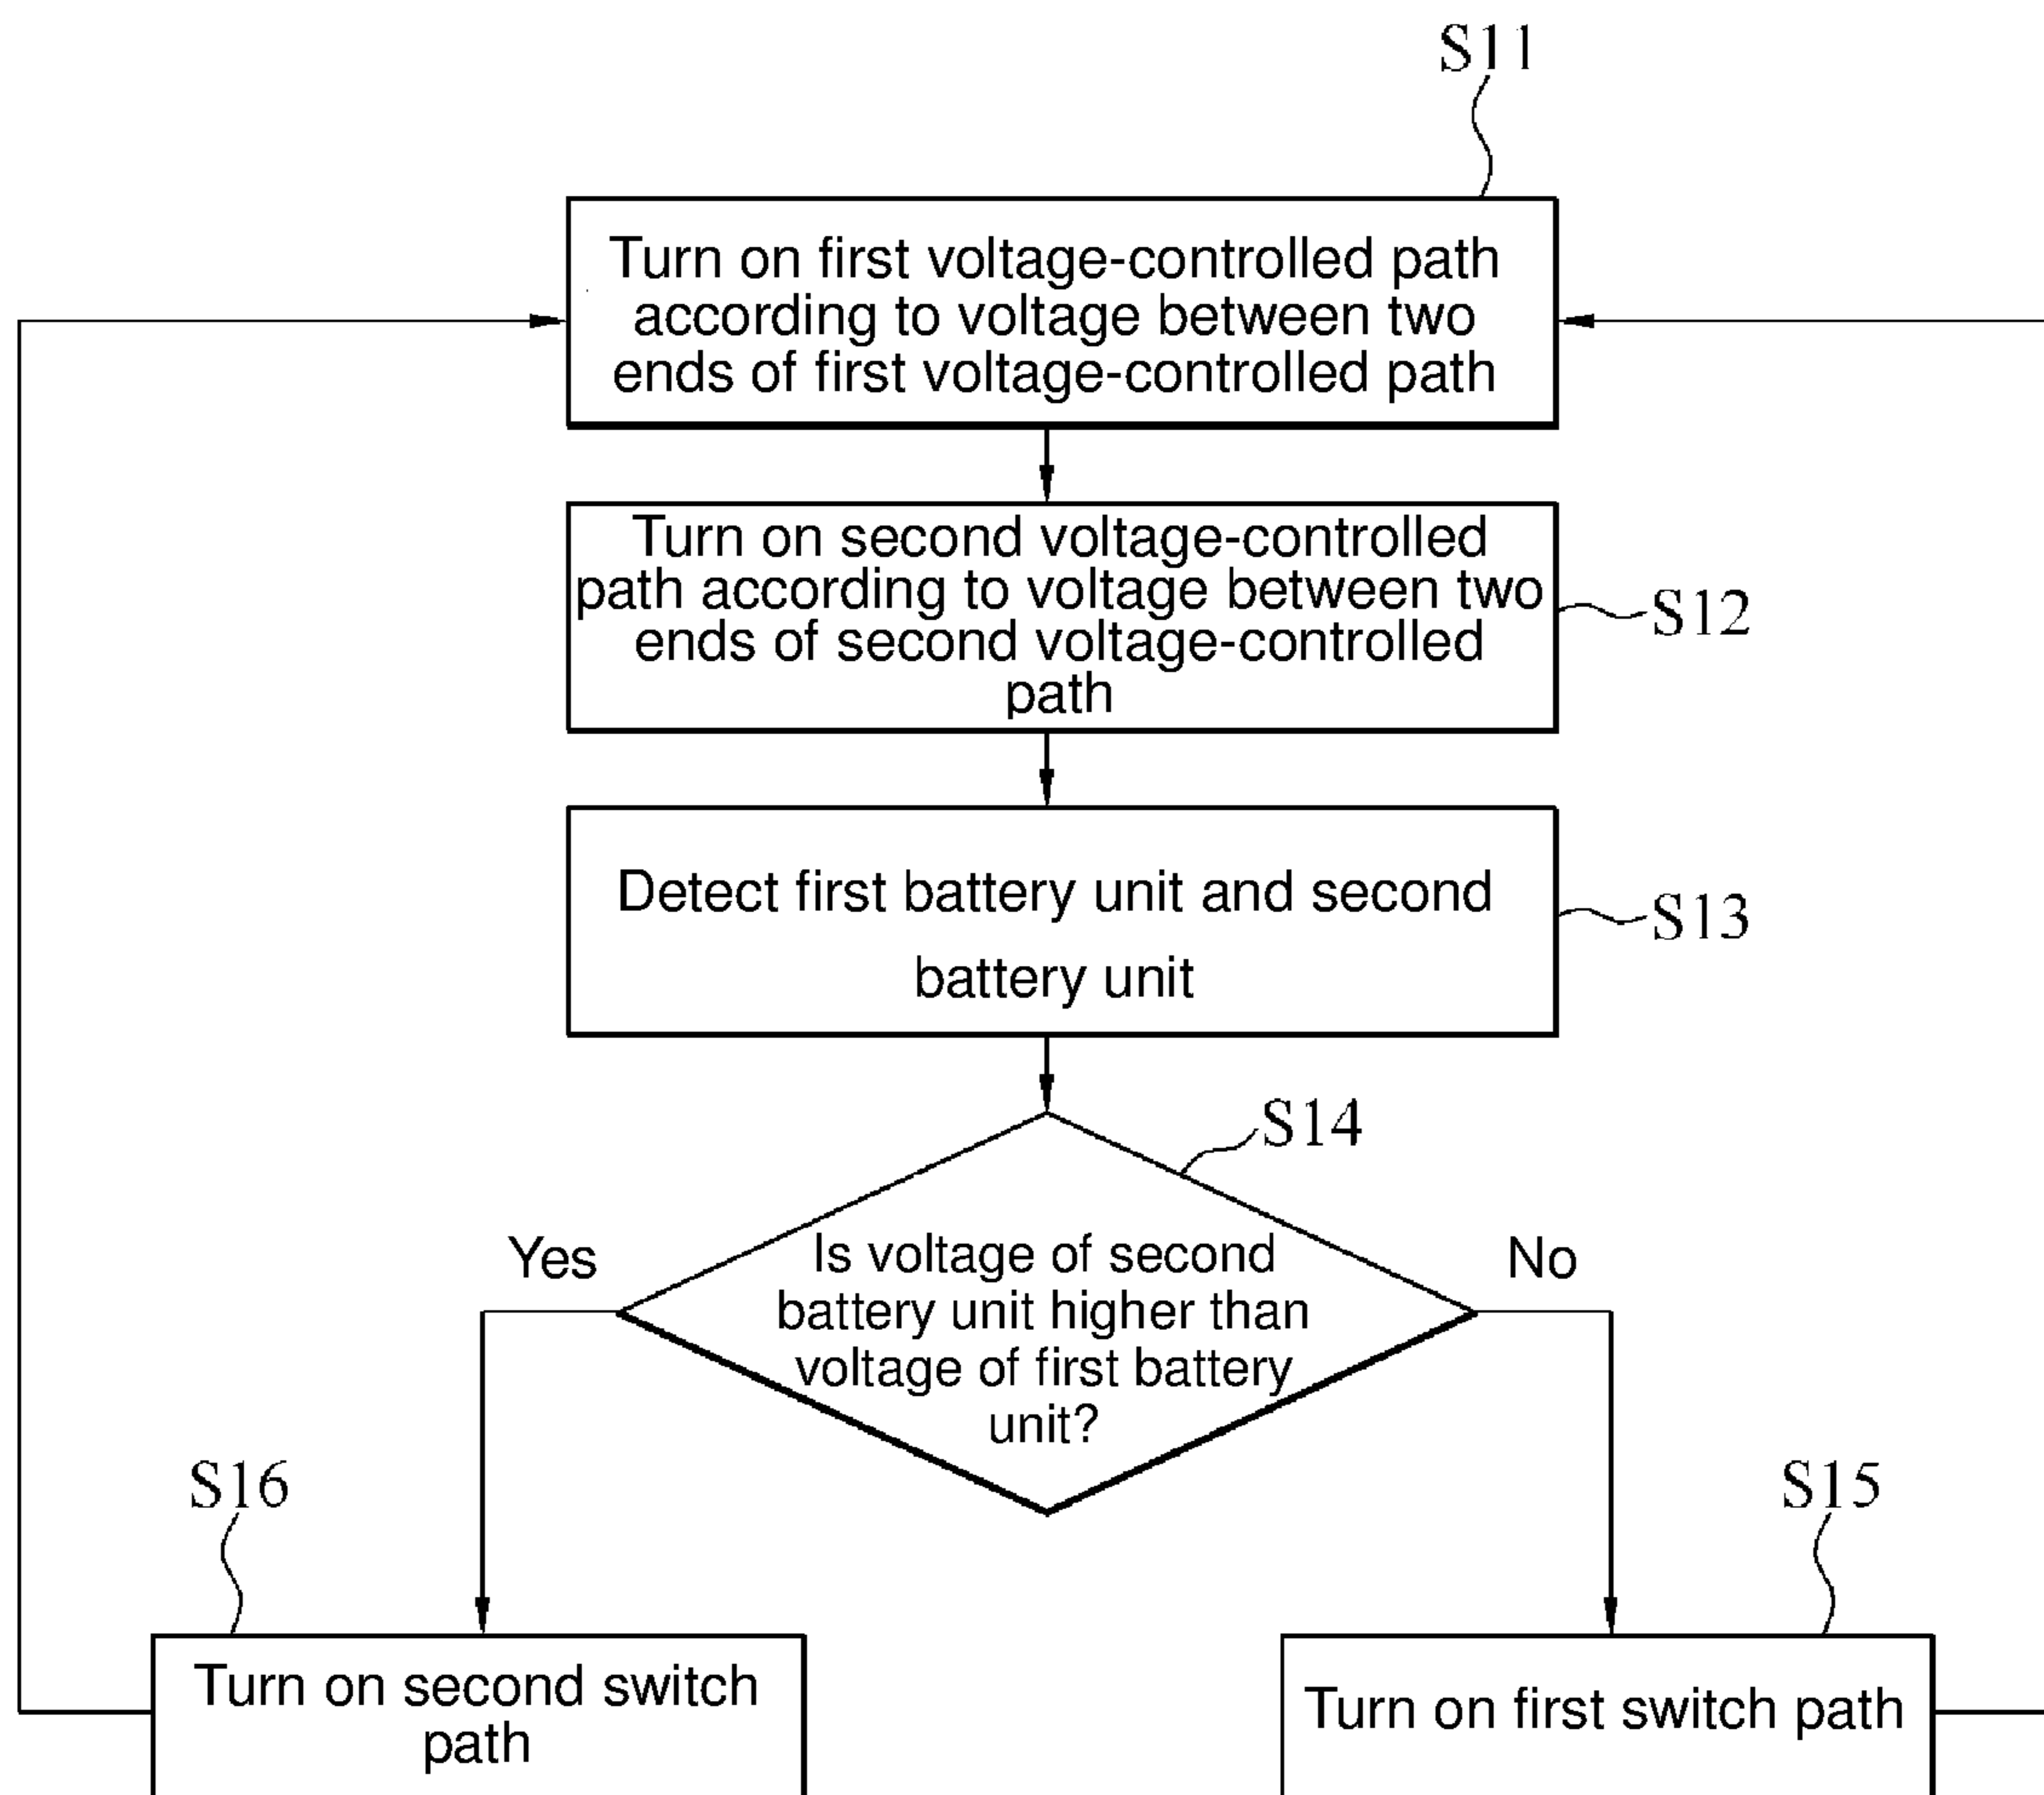 S11
Turn on first voltage-controlled path
according to voltage between two
ends of first voltage-controlled path
Turn on second voltage-controlled
path according to voltage between two
ends of second voltage-controlled
path
S12
Detect first battery unit and second
battery unit
S13
S14
Is voltage of second
battery unit higher than
voltage of first battery
unit?
Yes
No
S16
S15
Turn on second switch
path
Turn on first switch path